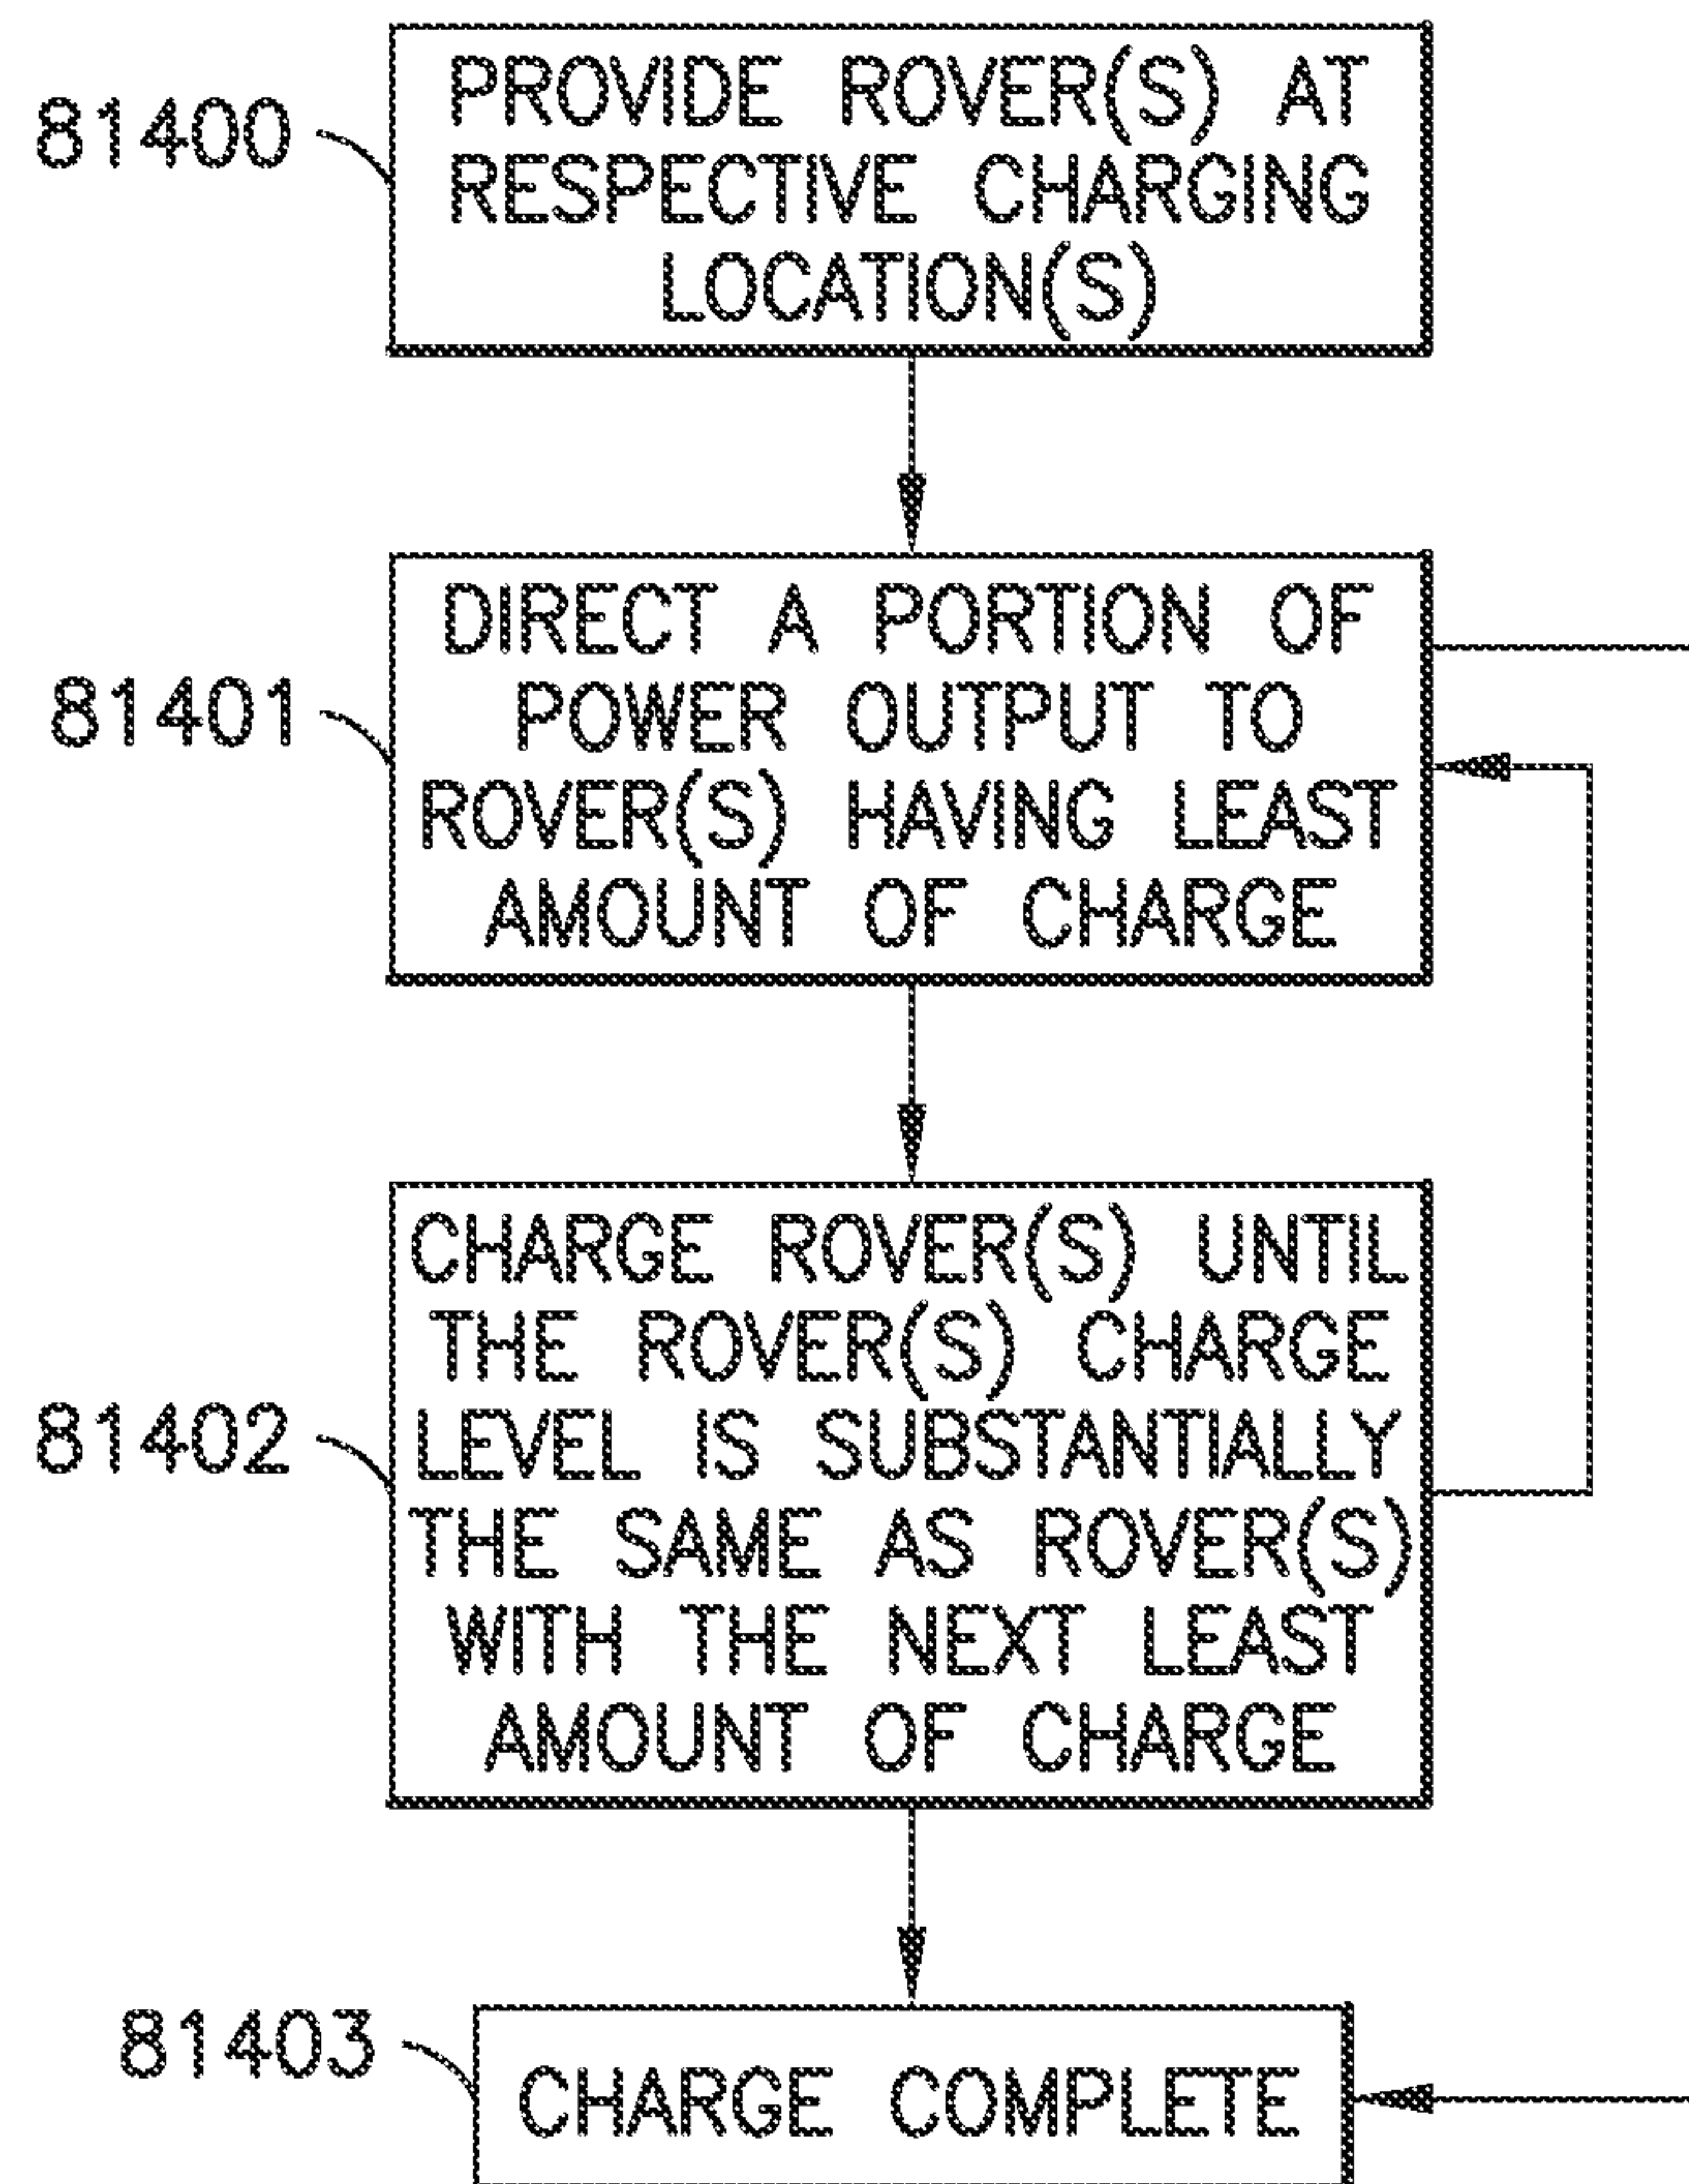 81400
PROVIDE ROVER(S) AT
RESPECTIVE CHARGING
LOCATION(S)
81401
DIRECT A PORTION OF
POWER OUTPUT TO
ROVER(S) HAVING LEAST
AMOUNT OF CHARGE
81402
CHARGE ROVER(S) UNTIL
THE ROVER(S) CHARGE
LEVEL IS SUBSTANTIALLY
THE SAME AS ROVER(S)
WITH THE NEXT LEAST
AMOUNT OF CHARGE
81403
CHARGE COMPLETE